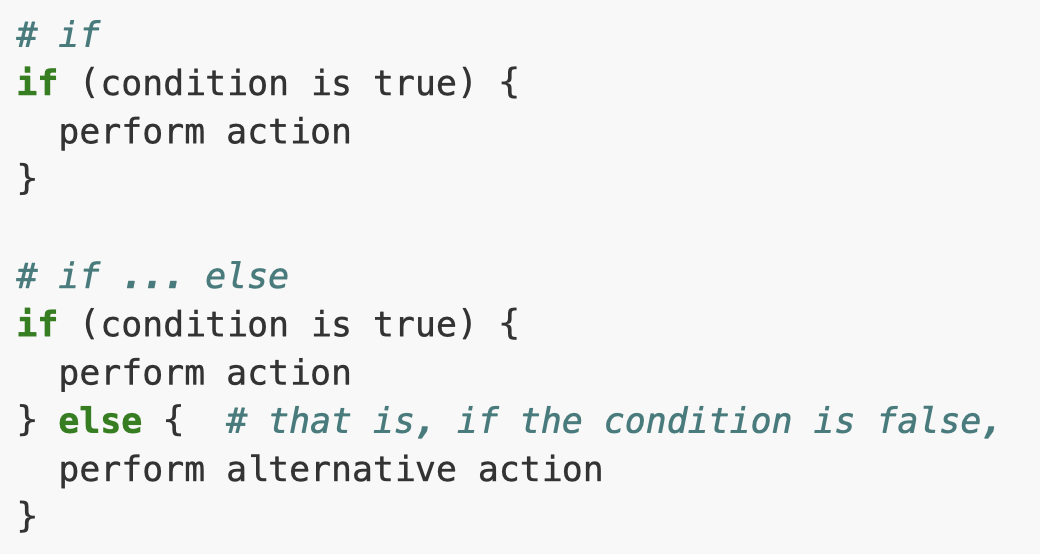 # if
if (condition is true) {
  perform action
}

# if ... else
if (condition is true) {
  perform action
} else {  # that is, if the condition is false,
  perform alternative action
}